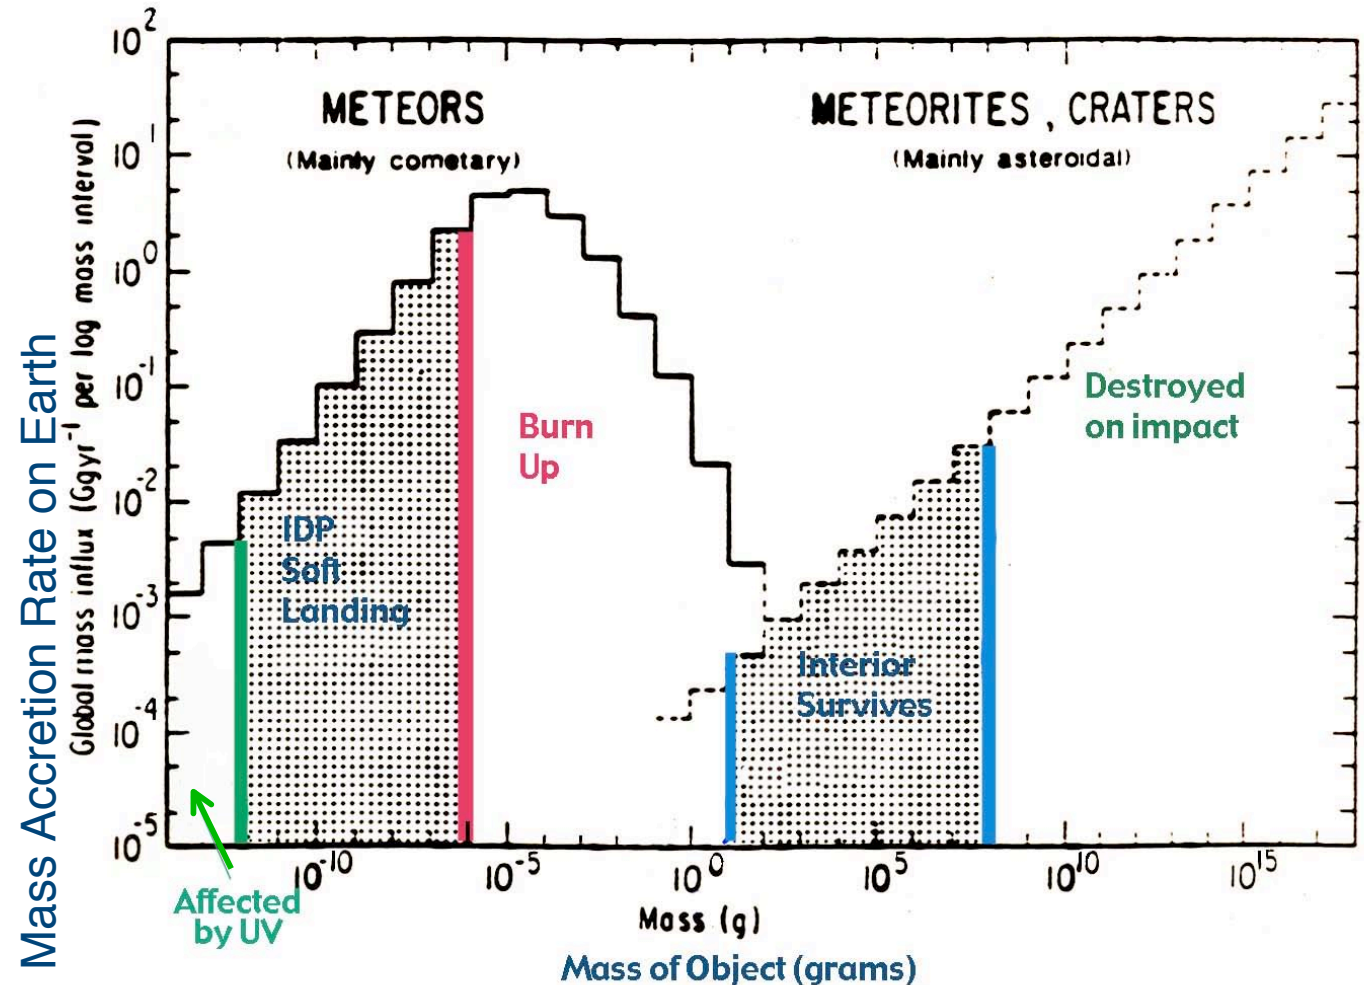 Mass Accretion Rate on Earth
Global mass influx (Ggyr⁻¹ per log mass interval)
10²
10¹
10⁰
10⁻¹
10⁻²
10⁻³
10⁻⁴
10⁻⁵
METEORS
(Mainly cometary)
METEORITES, CRATERS
(Mainly asteroidal)
Destroyed
on impact
Burn
Up
IDP
Soft
Landing
Interior
Survives
10⁻¹⁰
10⁻⁵
10⁰
10⁵
10¹⁰
10¹⁵
Affected
by UV
Mass (g)
Mass of Object (grams)